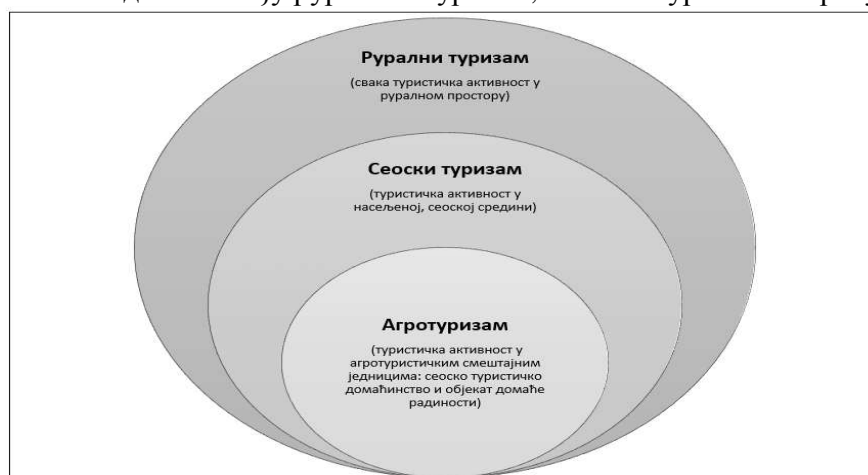 Рурални туризам
(свака туристичка активност у
руралном простору)
Сеоски туризам
(туристичка активност у
насељеној, сеоској средини)
Агротуризам
(туристичка активност у
агротуристичким смештајним
једницима: сеоско туристичко
домаћинство и објекат домаће
радиности)